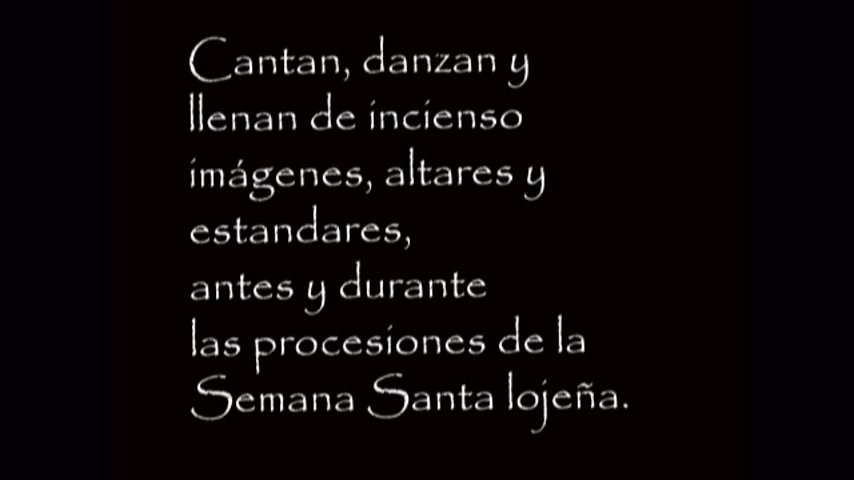 Cantan, danzan y
llenan de incienso
imágenes, altares y
estandares,
antes y durante
las procesiones de la
Semana Santa lojeña.